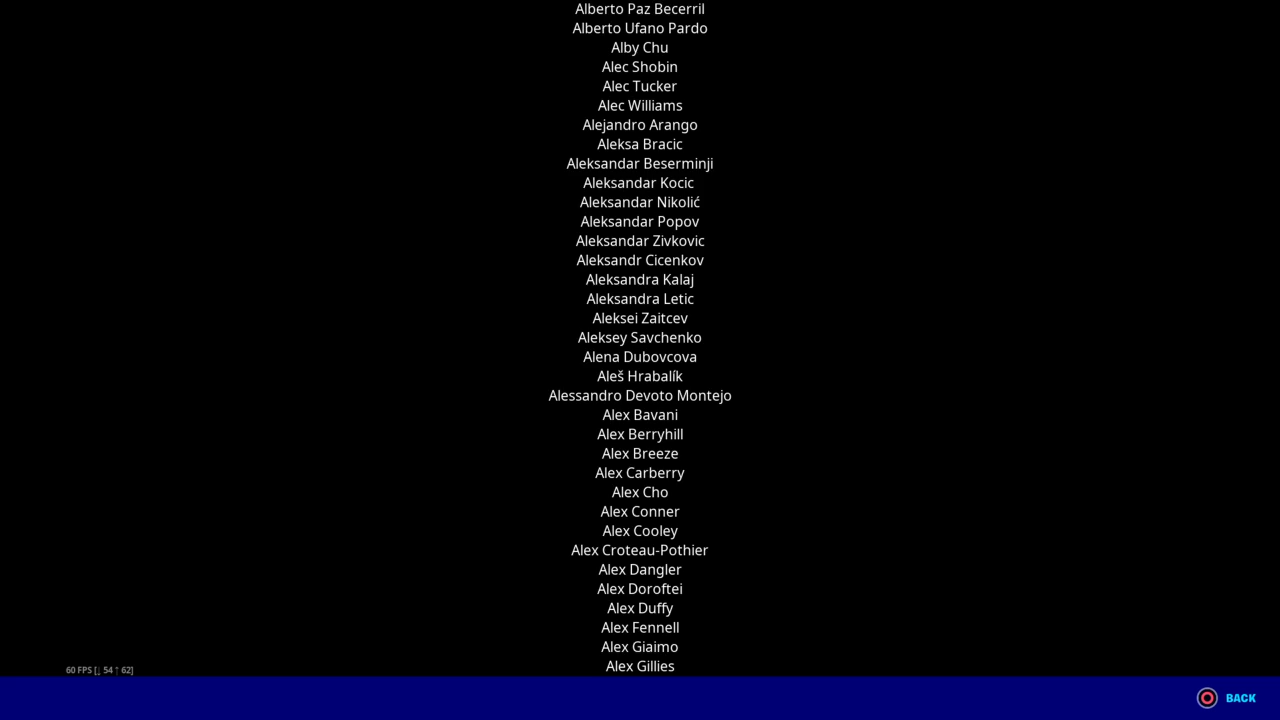 Alberto Paz Becerril
Alberto Ufano Pardo
Alby Chu
Alec Shobin
Alec Tucker
Alec Williams
Alejandro Arango
Aleksa Bracic
Aleksandar Beserminji
Aleksandar Kocic
Aleksandar Nikolić
Aleksandar Popov
Aleksandar Zivkovic
Aleksandr Cicenkov
Aleksandra Kalaj
Aleksandra Letic
Aleksei Zaitcev
Aleksey Savchenko
Alena Dubovcova
Aleš Hrabalík
Alessandro Devoto Montejo
Alex Bavani
Alex Berryhill
Alex Breeze
Alex Carberry
Alex Cho
Alex Conner
Alex Cooley
Alex Croteau-Pothier
Alex Dangler
Alex Doroftei
Alex Duffy
Alex Fennell
Alex Giaimo
Alex Gillies
60 FPS [↓ 54 ↑ 62]
BACK